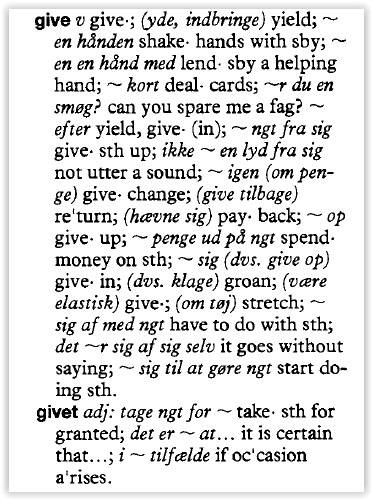 give v give·; (yde, indbringe) yield; ~
en hånden shake· hands with sby; ~
en en hånd med lend· sby a helping
hand; ~ kort deal· cards; ~r du en
smøg? can you spare me a fag? ~
efter yield, give· (in); ~ ngt fra sig
give· sth up; ikke ~ en lyd fra sig
not utter a sound; ~ igen (om pen-
ge) give· change; (give tilbage)
re'turn; (hævne sig) pay· back; ~ op
give· up; ~ penge ud på ngt spend·
money on sth; ~ sig (dvs. give op)
give· in; (dvs. klage) groan; (være
elastisk) give·; (om tøj) stretch; ~
sig af med ngt have to do with sth;
det ~r sig af sig selv it goes without
saying; ~ sig til at gøre ngt start do-
ing sth.
givet adj: tage ngt for ~ take· sth for
granted; det er ~ at... it is certain
that...; i ~ tilfælde if oc'casion
a'rises.